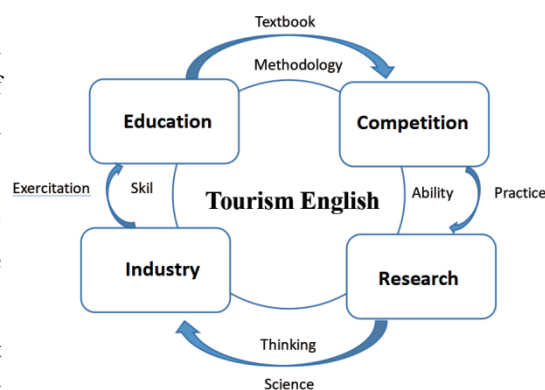 Textbook
Methodology
Education
Competition
Exercitation
Skil
Tourism English
Ability
Practice
Industry
Research
Thinking
Science